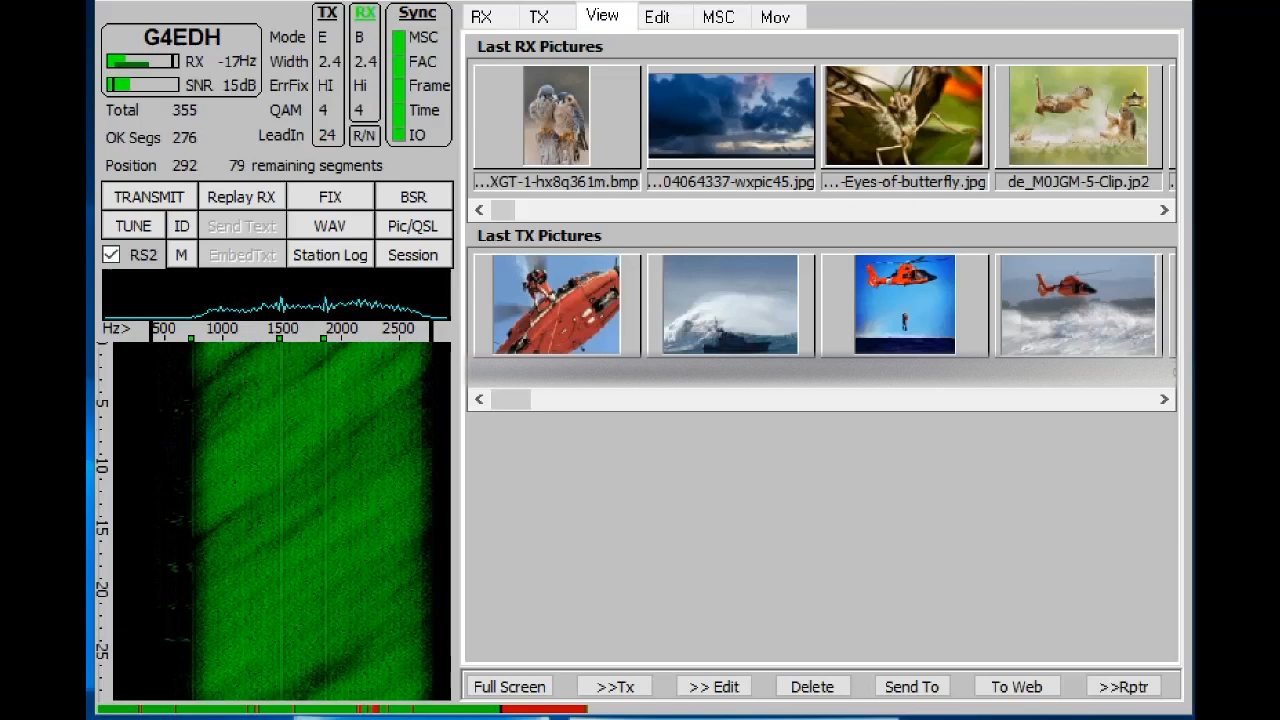 TX RX Sync
G4EDH
RX -17Hz
SNR 15dB
Mode E B MSC
Width 2.4 2.4 FAC
ErrFix HI Hi Frame
QAM 4 4 Time
LeadIn 24 R/N IO
Total 355
OK Segs 276
Position 292 79 remaining segments
TRANSMIT Replay RX FIX BSR
TUNE ID Send Text WAV Pic/QSL
RS2 M EmbedTxt Station Log Session
Hz> 500 1000 1500 2000 2500
5
10
15
20
25
RX TX View Edit MSC Mov
Last RX Pictures
...XGT-1-hx8q361m.bmp ...04064337-wxpic45.jpg ...-Eyes-of-butterfly.jpg de_M0JGM-5-Clip.jp2
Last TX Pictures
Full Screen >>Tx >> Edit Delete Send To To Web >>Rptr